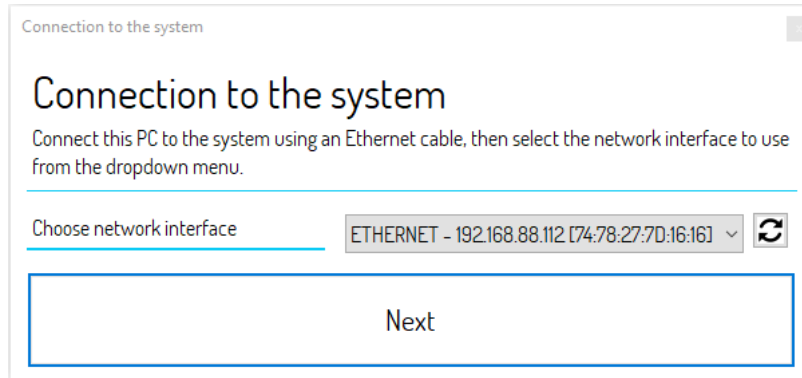 Connection to the system
Connection to the system
Connect this PC to the system using an Ethernet cable, then select the network interface to use
from the dropdown menu.
Choose network interface
ETHERNET - 192.168.88.112 [74:78:27:7D:16:16]
Next